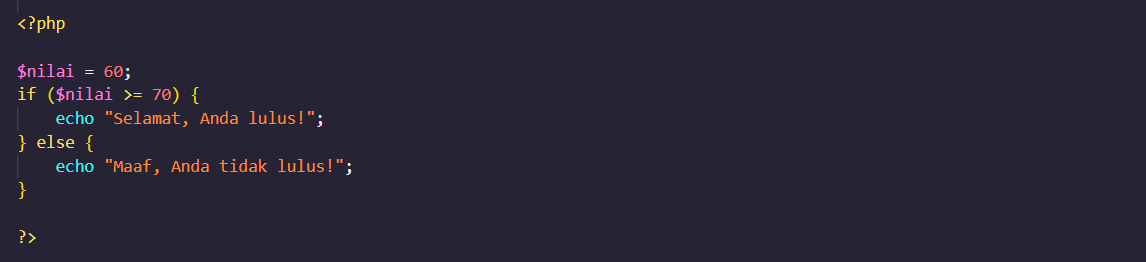 <?php
$nilai = 60;
if ($nilai >= 70) {
    echo "Selamat, Anda lulus!";
} else {
    echo "Maaf, Anda tidak lulus!";
}
?>